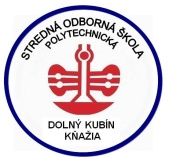 STREDNÁ ODBORNÁ ŠKOLA
POLYTECHNICKÁ
DOLNÝ KUBÍN
KŇAŽIA